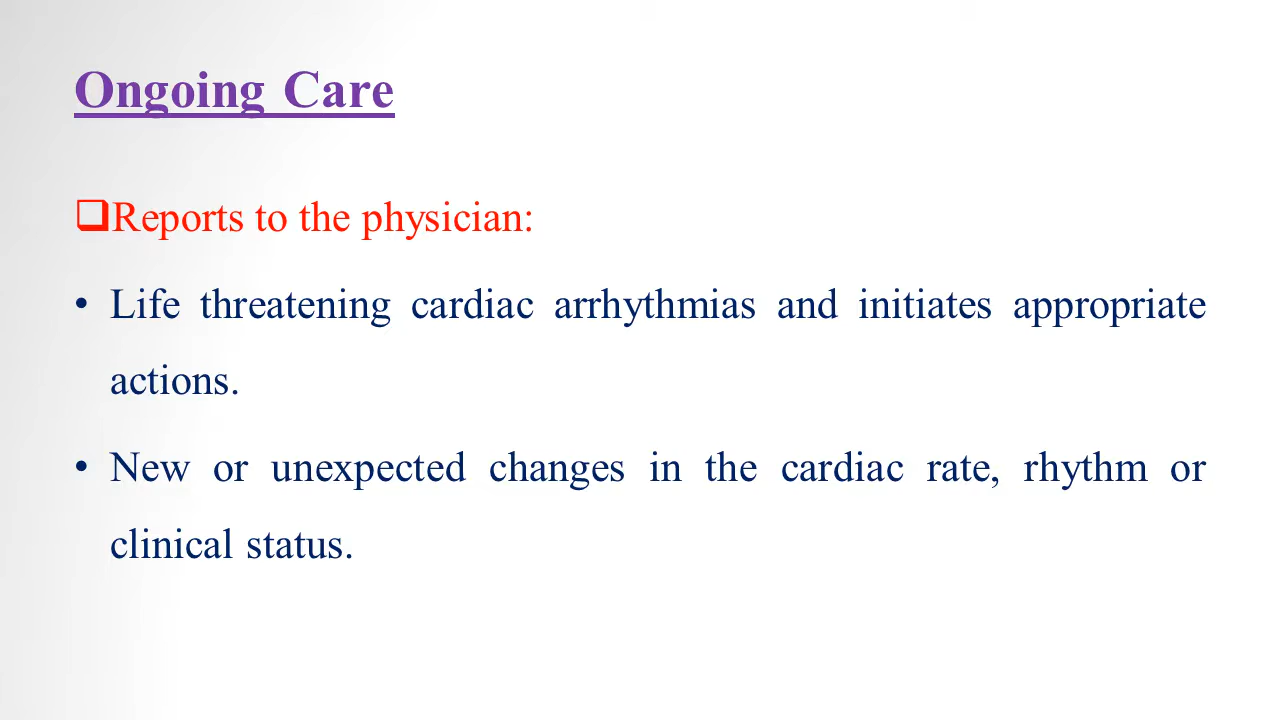 Ongoing Care
❑Reports to the physician:
• Life threatening cardiac arrhythmias and initiates appropriate
actions.
• New or unexpected changes in the cardiac rate, rhythm or
clinical status.